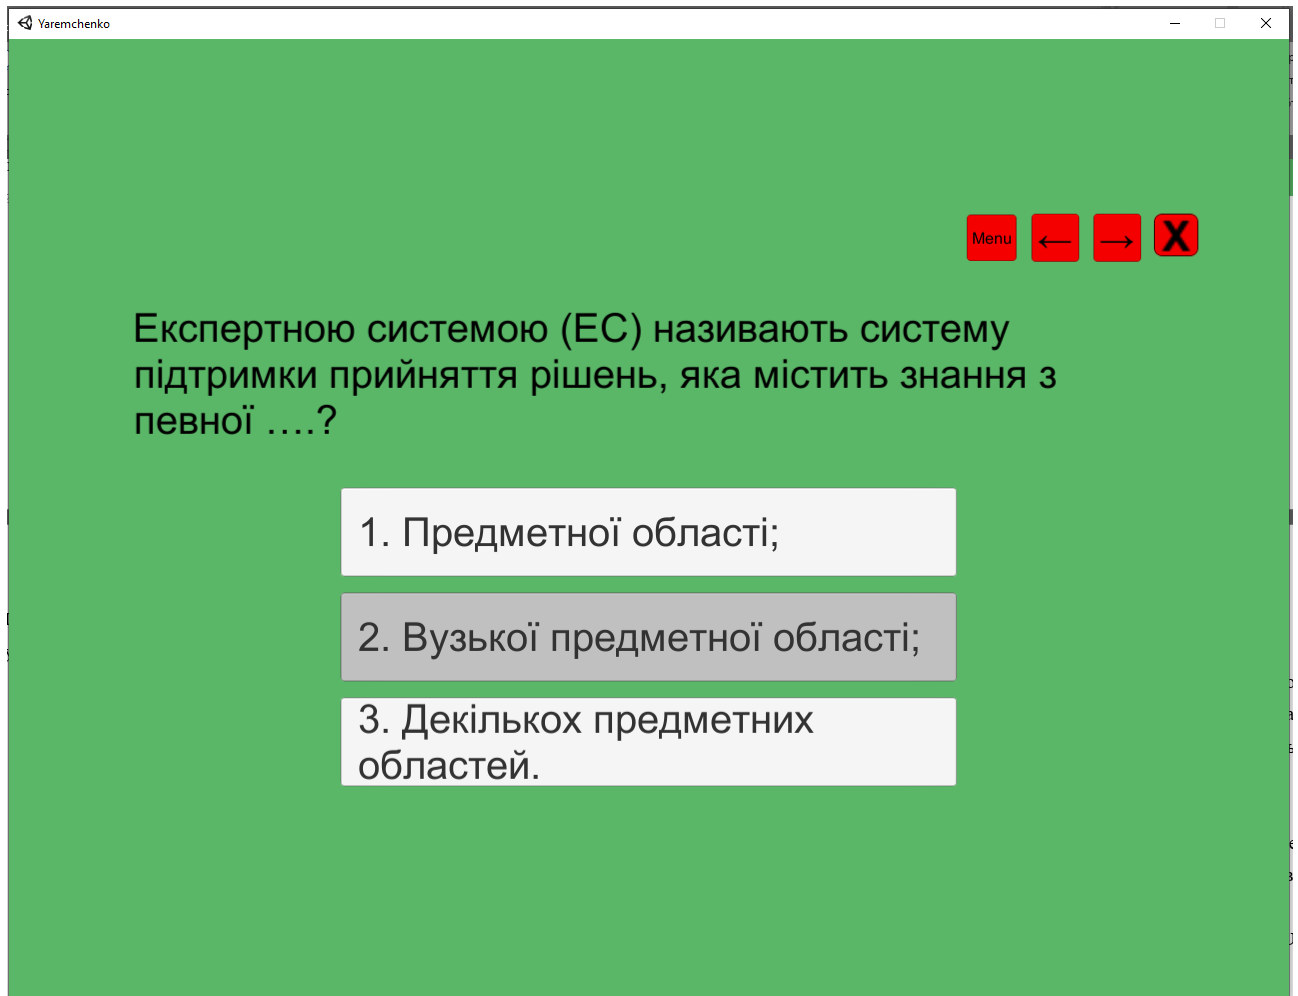 Yaremchenko
Menu ← → X
Експертною системою (ЕС) називають систему
підтримки прийняття рішень, яка містить знання з
певної ….?
1. Предметної області;
2. Вузької предметної області;
3. Декількох предметних
областей.